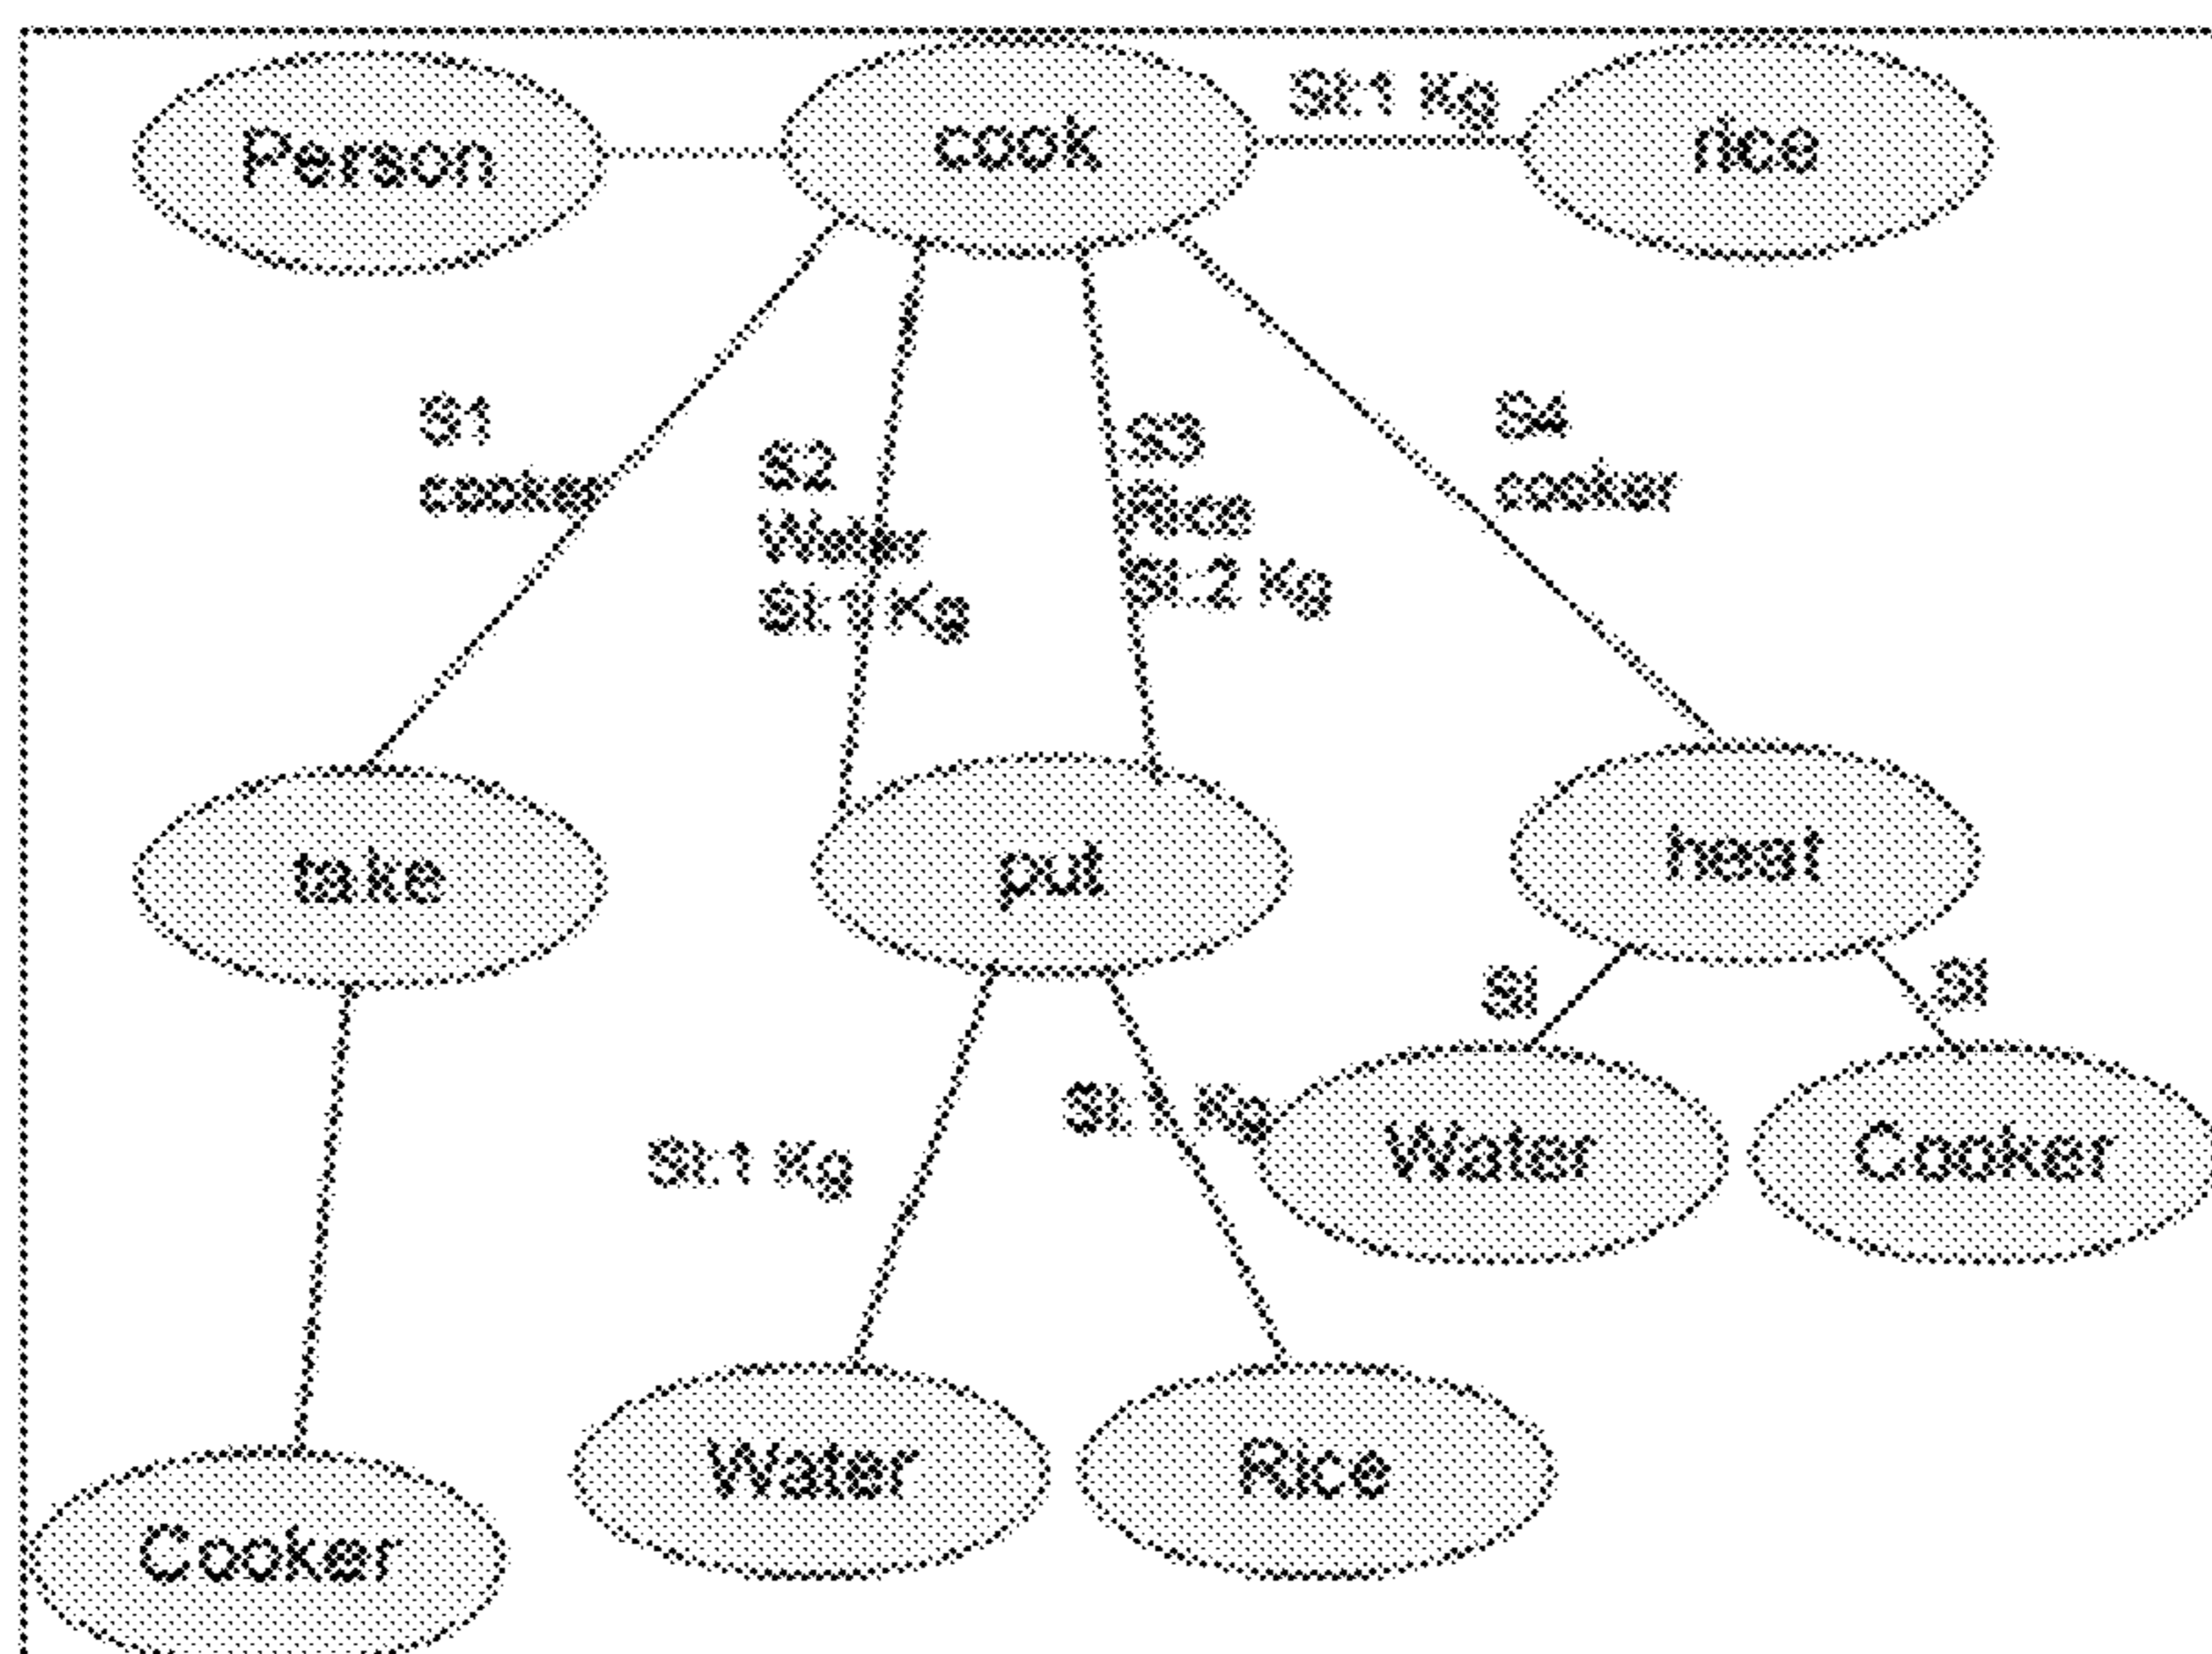 Person
cook
St:1 Kg
rice
S1
cooker
S2
Water
St:1 Kg
S3
Rice
St:2 Kg
S4
cooker
take
put
heat
St
St
St:1 Kg
St:1 Kg
Water
Cooker
Water
Rice
Cooker